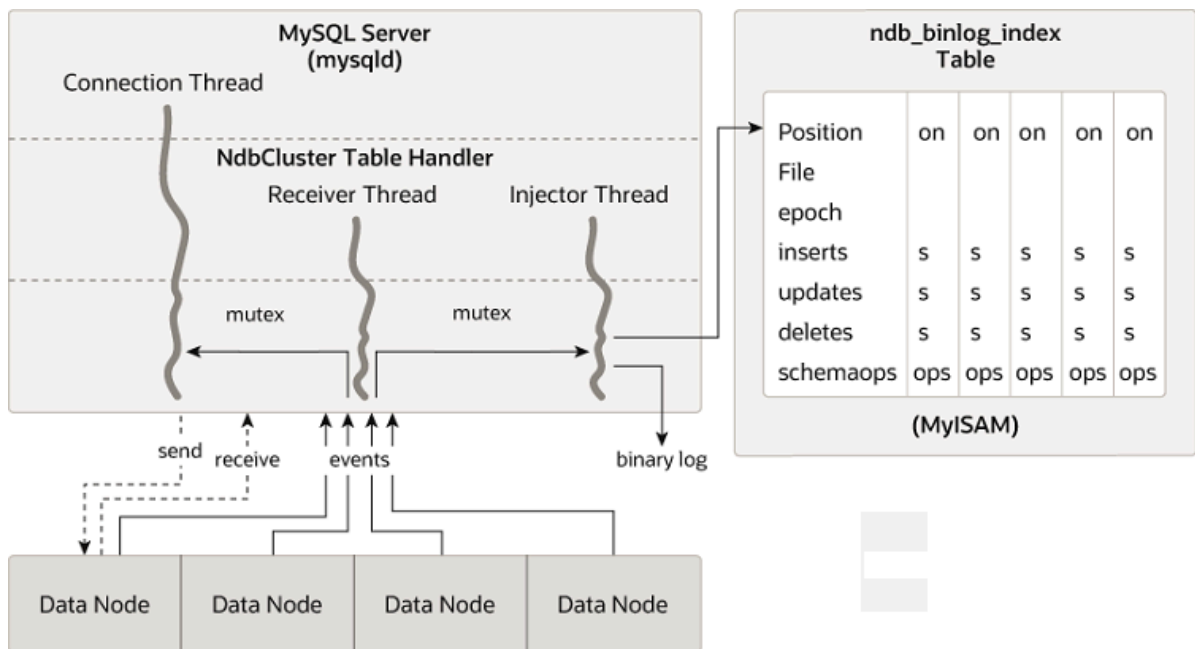 MySQL Server
(mysqld)
Connection Thread
NdbCluster Table Handler
Receiver Thread
Injector Thread
mutex
mutex
send
receive
events
binary log
Data Node
Data Node
Data Node
Data Node
ndb_binlog_index
Table
Position on on on on on
File
epoch
inserts s s s s s
updates s s s s s
deletes s s s s s
schemaops ops ops ops ops ops
(MyISAM)